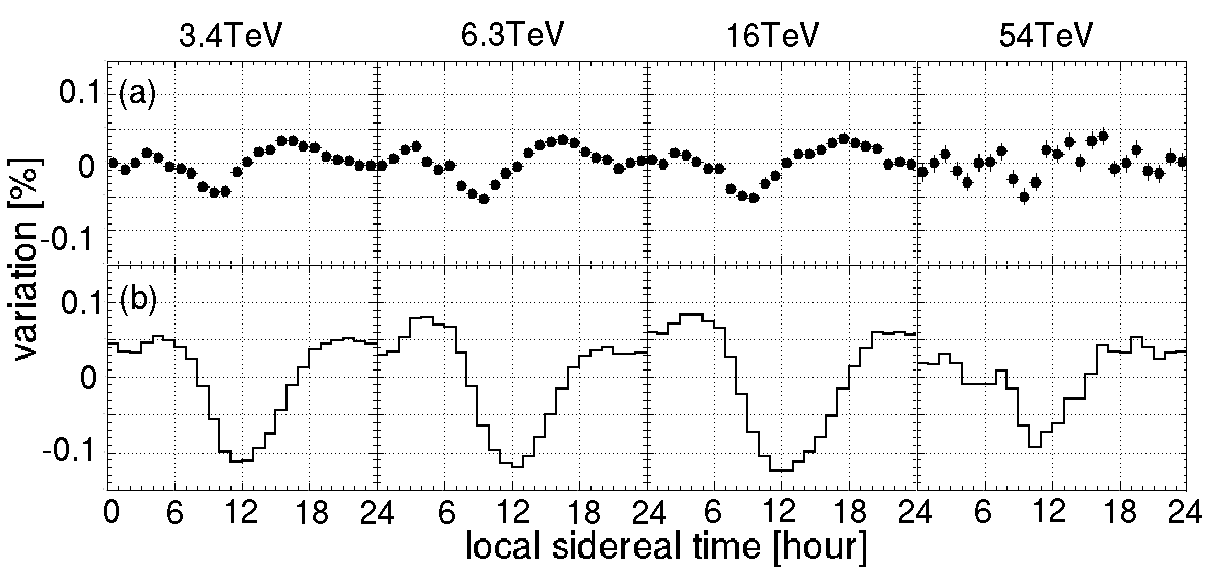 3.4TeV 6.3TeV 16TeV 54TeV
(a)
0.1
0
-0.1
(b)
0.1
0
-0.1
variation [%]
0 6 12 18 24 6 12 18 24 6 12 18 24 6 12 18 24
local sidereal time [hour]